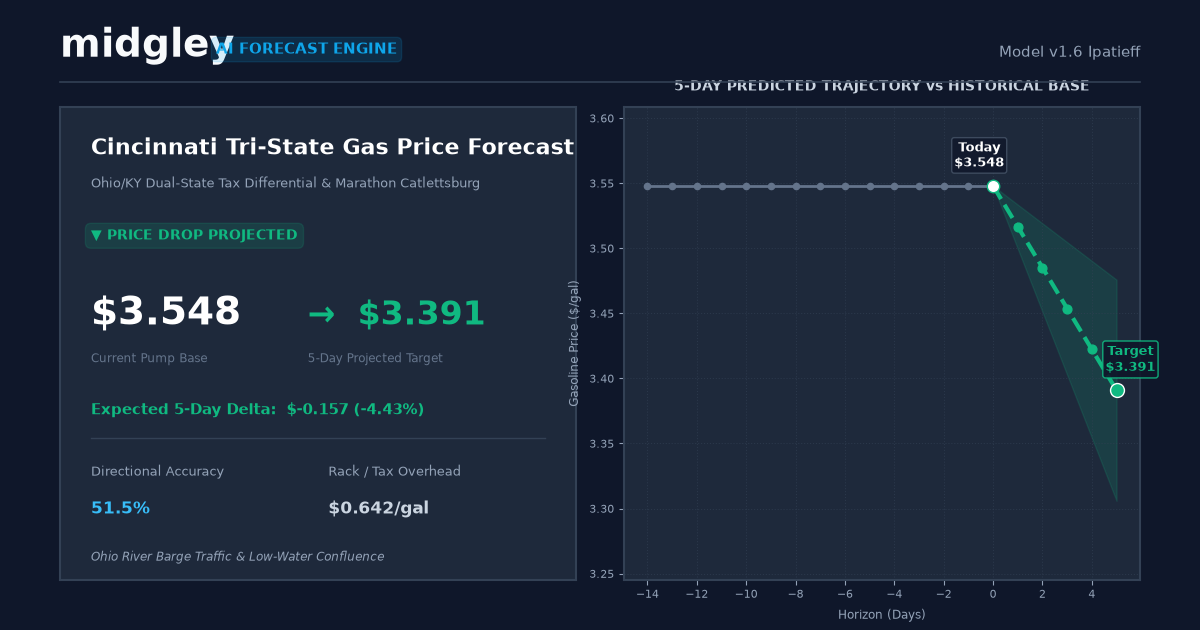 midgley
AI FORECAST ENGINE
Model v1.6 Ipatieff
Cincinnati Tri-State Gas Price Forecast
Ohio/KY Dual-State Tax Differential & Marathon Catlettsburg
▼ PRICE DROP PROJECTED
$3.548
→ $3.391
Current Pump Base
5-Day Projected Target
Expected 5-Day Delta: $-0.157 (-4.43%)
Directional Accuracy
Rack / Tax Overhead
51.5%
$0.642/gal
Ohio River Barge Traffic & Low-Water Confluence
5-DAY PREDICTED TRAJECTORY vs HISTORICAL BASE
Gasoline Price ($/gal)
3.60
3.55
3.50
3.45
3.40
3.35
3.30
3.25
Today
$3.548
Target
$3.391
−14 −12 −10 −8 −6 −4 −2 0 2 4
Horizon (Days)